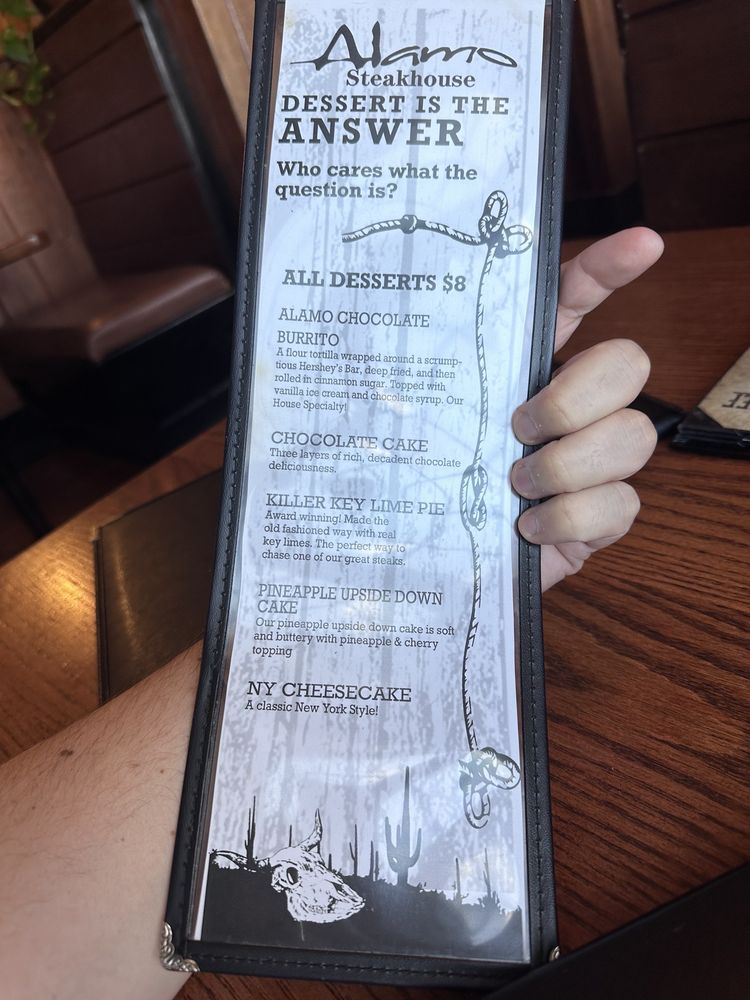 Alamo
Steakhouse
DESSERT IS THE
ANSWER
Who cares what the
question is?
ALL DESSERTS $8
ALAMO CHOCOLATE
BURRITO
A flour tortilla wrapped around a scrump-
tious Hershey's Bar, deep fried, and then
rolled in cinnamon sugar. Topped with
vanilla ice cream and chocolate syrup. Our
House Specialty!
CHOCOLATE CAKE
Three layers of rich, decadent chocolate
deliciousness.
KILLER KEY LIME PIE
Award winning! Made the
old fashioned way with real
key limes. The perfect way to
chase one of our great steaks.
PINEAPPLE UPSIDE DOWN
CAKE
Our pineapple upside down cake is soft
and buttery with pineapple & cherry
topping
NY CHEESECAKE
A classic New York Style!